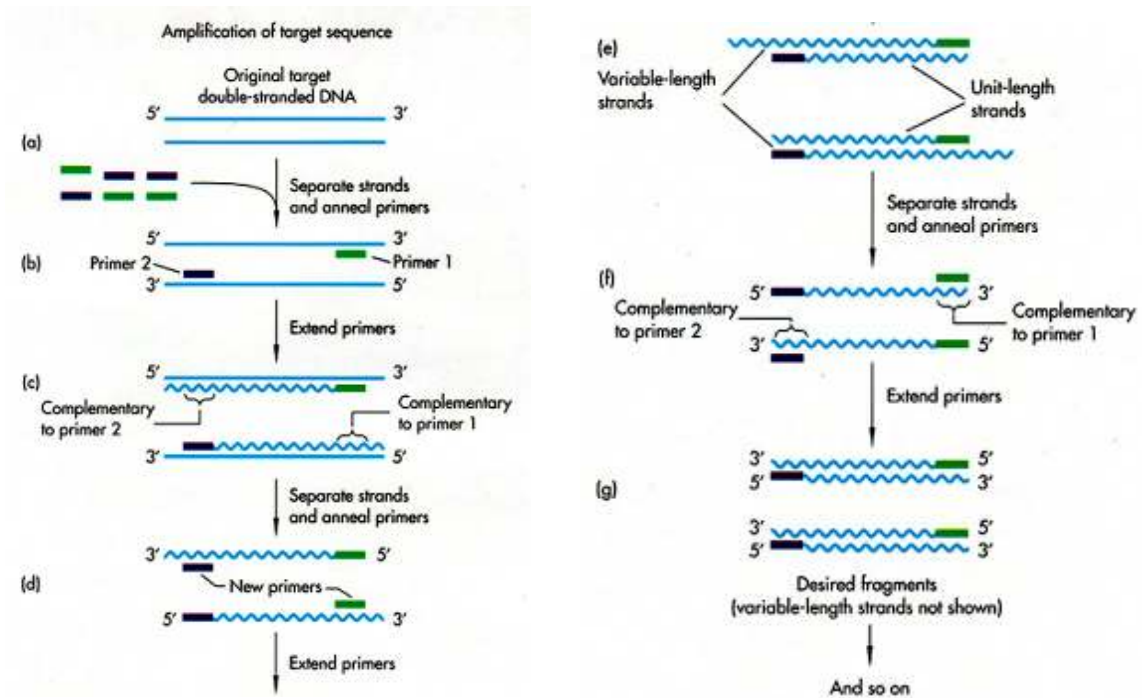 Amplification of target sequence
Original target
double-stranded DNA
5′ 3′
(a)
Separate strands
and anneal primers
5′ 3′
(b)
Primer 2 Primer 1
3′ 5′
Extend primers
5′ 3′
(c)
Complementary
to primer 2
Complementary
to primer 1
3′ 5′
Separate strands
and anneal primers
3′ 5′
(d)
New primers
5′ 3′
Extend primers
(e)
Variable-length
strands
Unit-length
strands
Separate strands
and anneal primers
(f)
5′ 3′
Complementary
to primer 2
Complementary
to primer 1
3′ 5′
Extend primers
3′ 5′
5′ 3′
(g)
3′ 5′
5′ 3′
Desired fragments
(variable-length strands not shown)
And so on